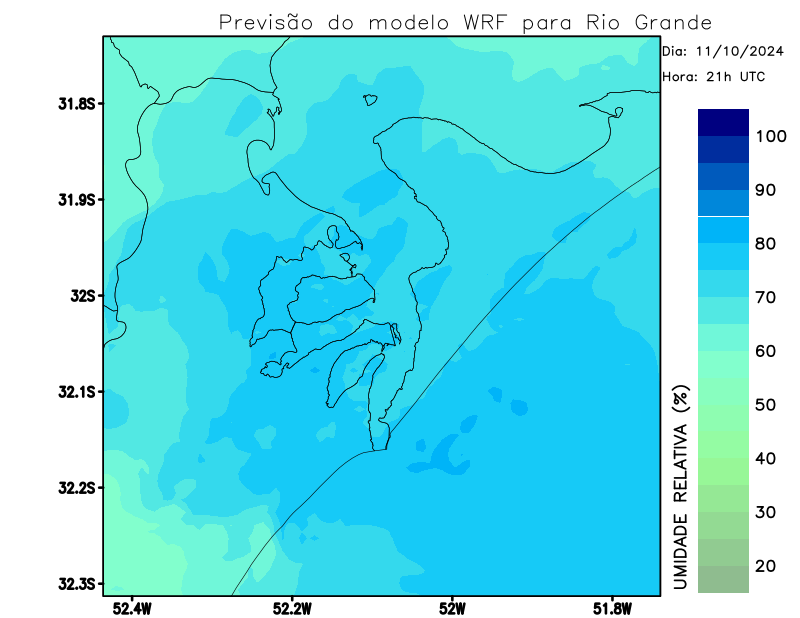 Previsão do modelo WRF para Rio Grande
Dia: 11/10/2024
Hora: 21h UTC
31.8S
31.9S
32S
32.1S
32.2S
32.3S
52.4W
52.2W
52W
51.8W
100
90
80
70
60
50
40
30
20
UMIDADE RELATIVA (%)